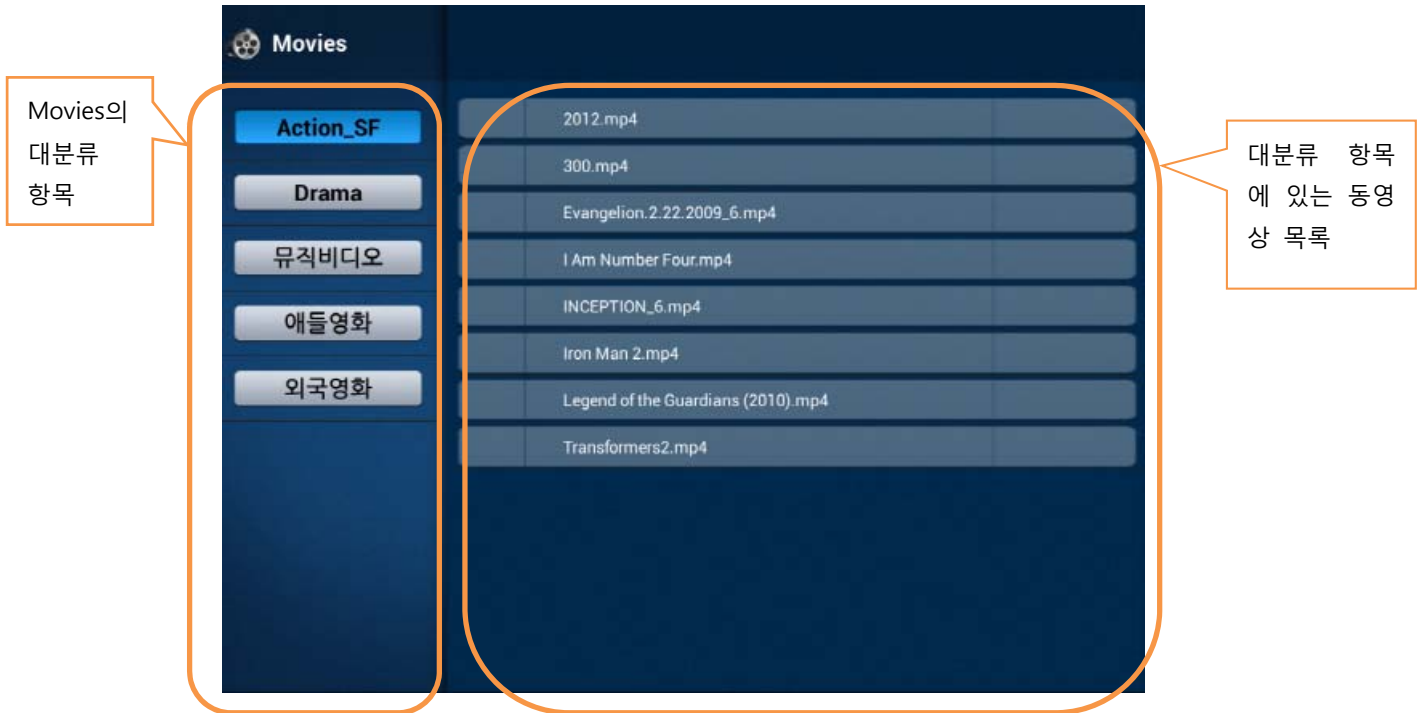 Movies
Movies의
대분류
항목
Action_SF
Drama
뮤직비디오
애들영화
외국영화
2012.mp4
300.mp4
Evangelion.2.22.2009_6.mp4
I Am Number Four.mp4
INCEPTION_6.mp4
Iron Man 2.mp4
Legend of the Guardians (2010).mp4
Transformers2.mp4
대분류 항목
에 있는 동영
상 목록